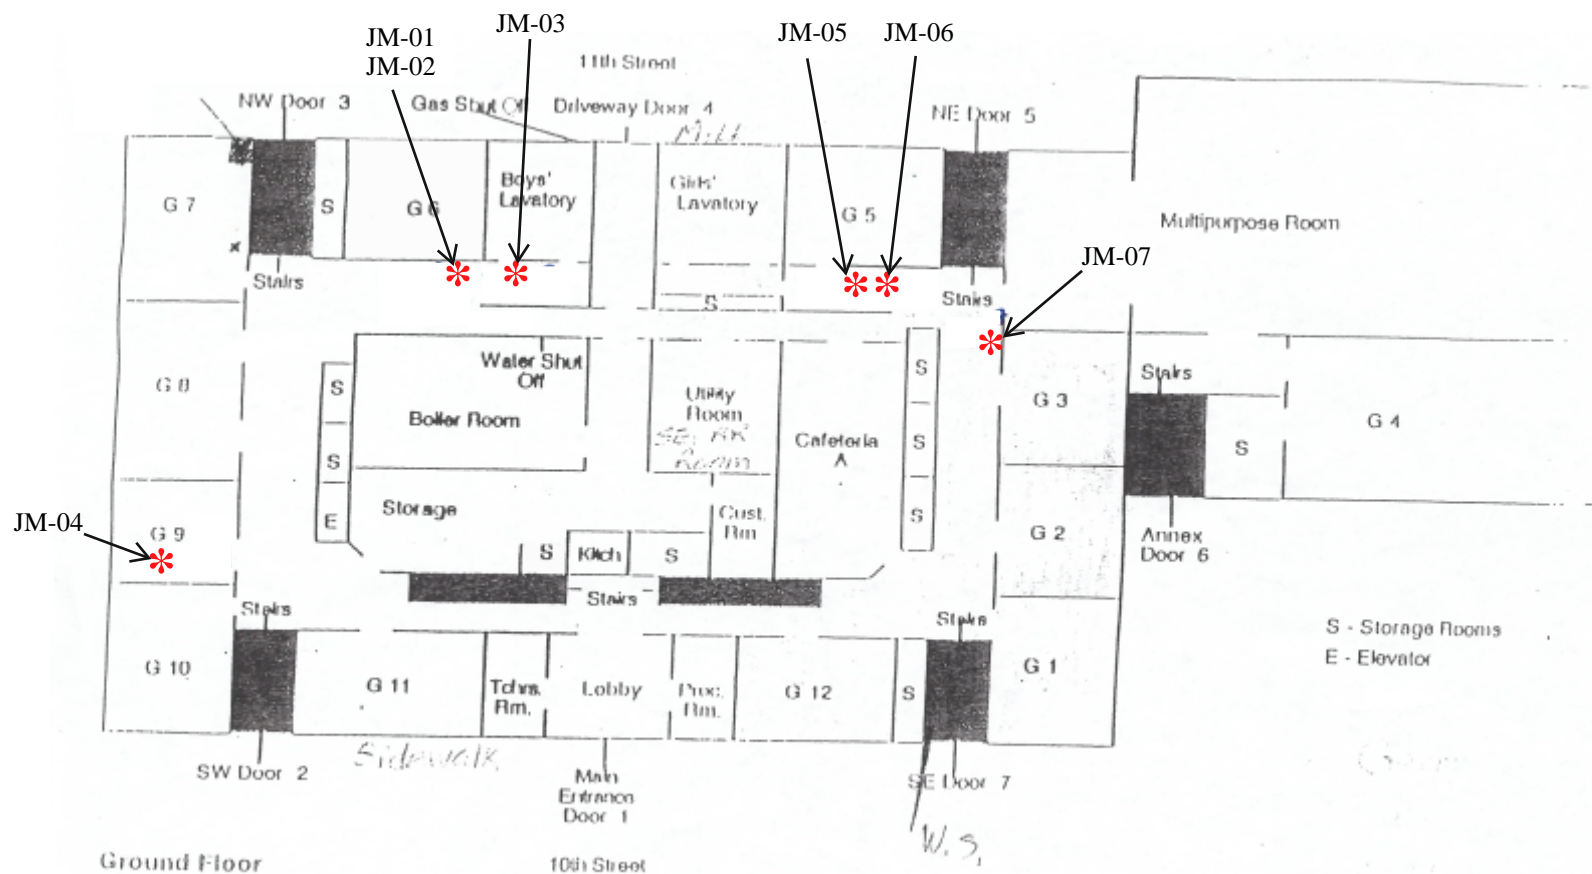 JM-01
JM-02
JM-03
JM-05
JM-06
11th Street
NW Door 3
Gas Shut Off
Driveway Door 4
NE Door 5
G 7
S
G 6
Boys'
Lavatory
Girls'
Lavatory
G 5
Multipurpose Room
JM-07
Stairs
S
Stairs
G 8
S
Water Shut
Off
Boiler Room
Utility
Room
Room
Cafeteria
A
S
G 3
Stairs
G 4
S
S
S
JM-04
G 9
E
Storage
Cust.
Rm
S
G 2
Annex
Door 6
S
Kitch
S
Stairs
Stairs
Stairs
S - Storage Rooms
E - Elevator
G 10
G 11
Tchrs.
Rm.
Lobby
Proc.
Rm.
G 12
S
G 1
Sidewalk
SW Door 2
Main
Entrance
Door 1
SE Door 7
W.S.
Ground Floor
10th Street